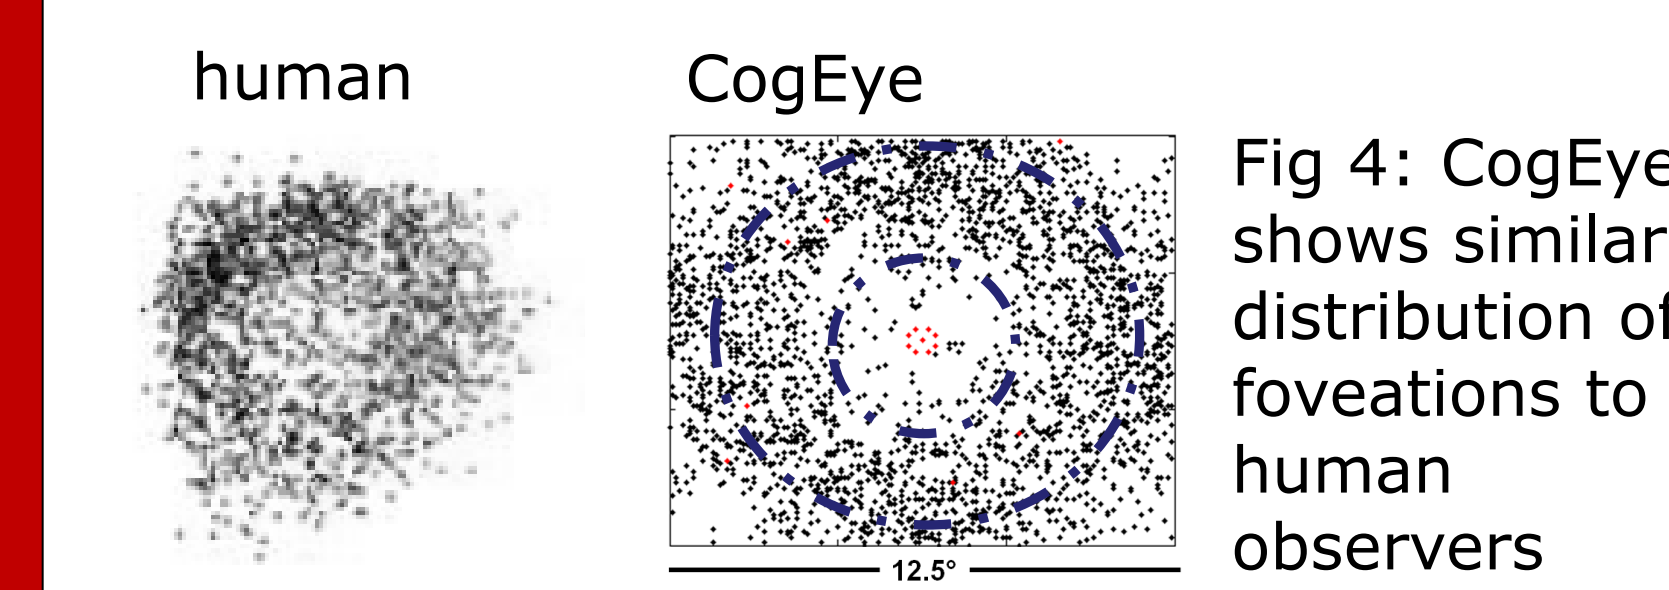 human
CogEye
Fig 4: CogEye
shows similar
distribution of
foveations to
human
observers
12.5°